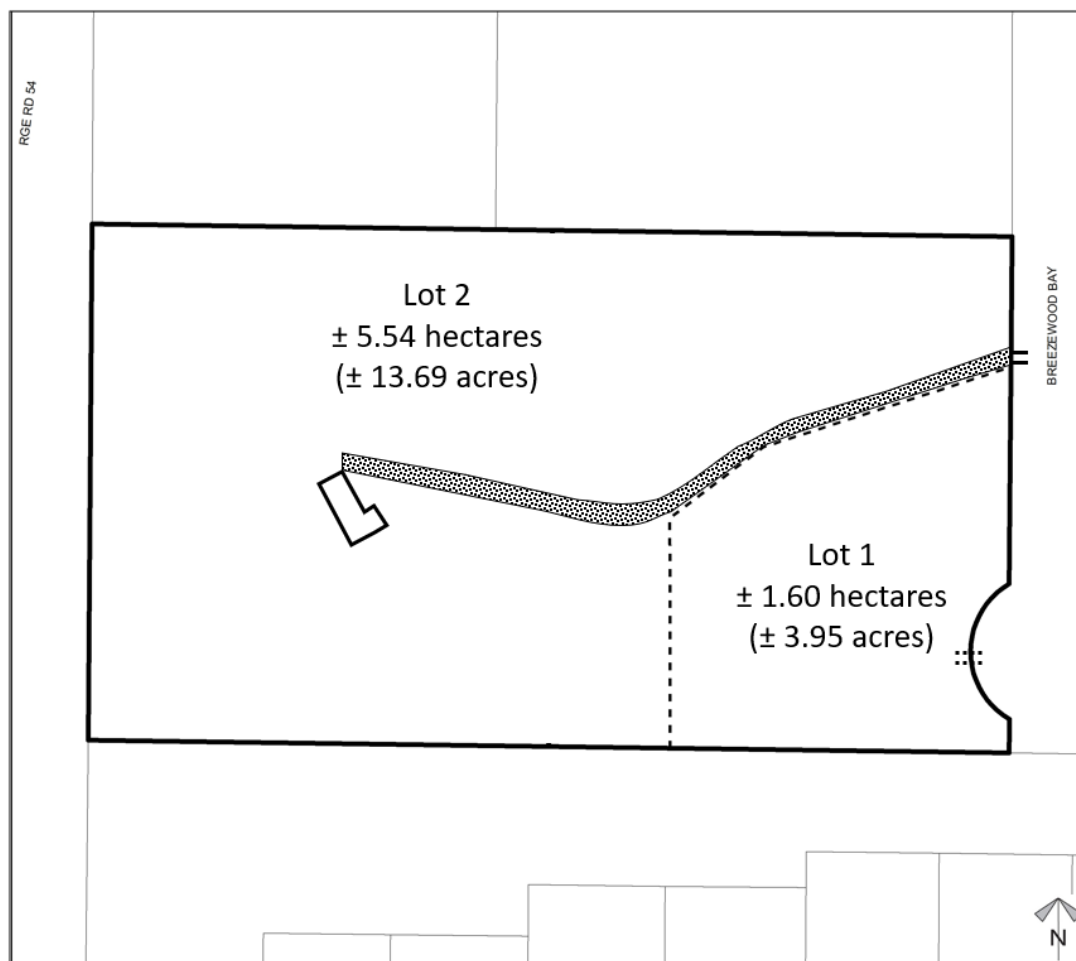 RGE RD 54
BREEZEWOOD BAY
Lot 2
± 5.54 hectares
(± 13.69 acres)
Lot 1
± 1.60 hectares
(± 3.95 acres)
N